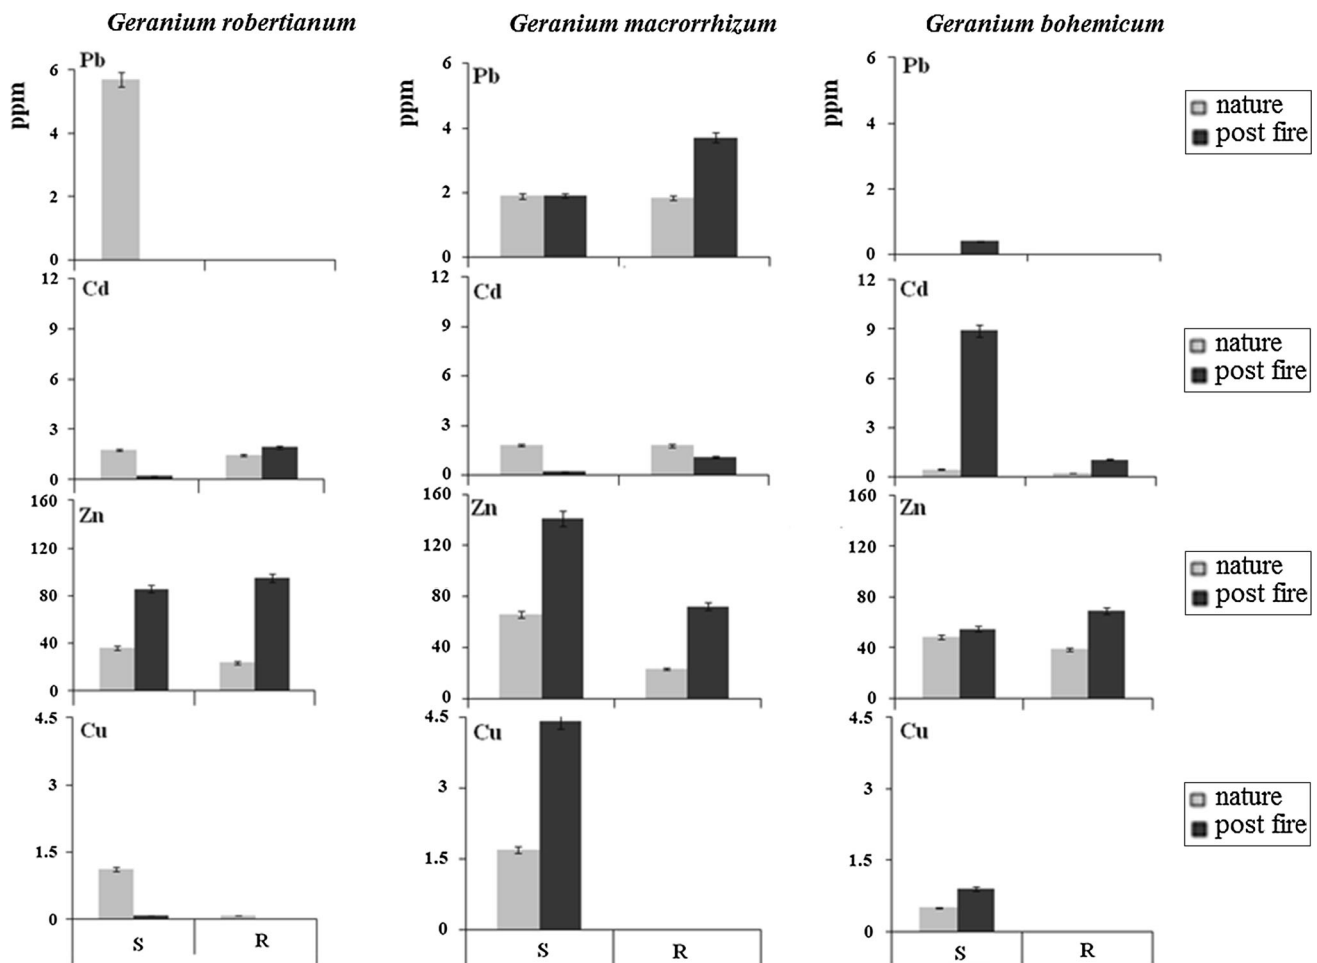 Geranium robertianum
Geranium macrorrhizum
Geranium bohemicum
ppm
Pb
6
4
2
0
ppm
Pb
6
4
2
0
ppm
Pb
6
4
2
0
nature
post fire
Cd
12
9
6
3
0
Cd
12
9
6
3
0
Cd
12
9
6
3
0
nature
post fire
Zn
160
120
80
40
0
Zn
160
120
80
40
0
Zn
160
120
80
40
0
nature
post fire
Cu
4.5
3
1.5
0
S R
Cu
4.5
3
1.5
0
S R
Cu
4.5
3
1.5
0
S R
nature
post fire